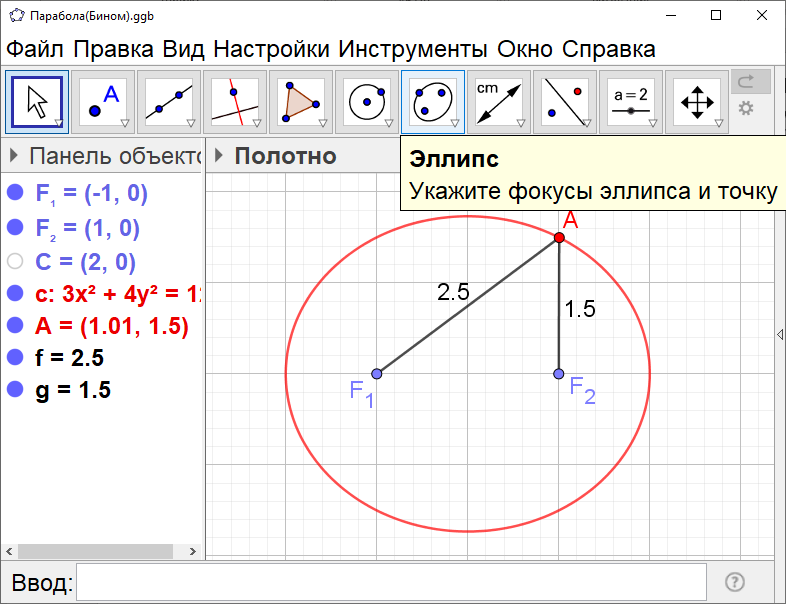 Парабола(Бином).ggb
Файл Правка Вид Настройки Инструменты Окно Справка
A
cm
a=2
Эллипс
Укажите фокусы эллипса и точку
Панель объекто
Полотно
F₁ = (-1, 0)
F₂ = (1, 0)
C = (2, 0)
c: 3x² + 4y² = 12
A = (1.01, 1.5)
f = 2.5
g = 1.5
A
2.5
1.5
F₁
F₂
Ввод:
?